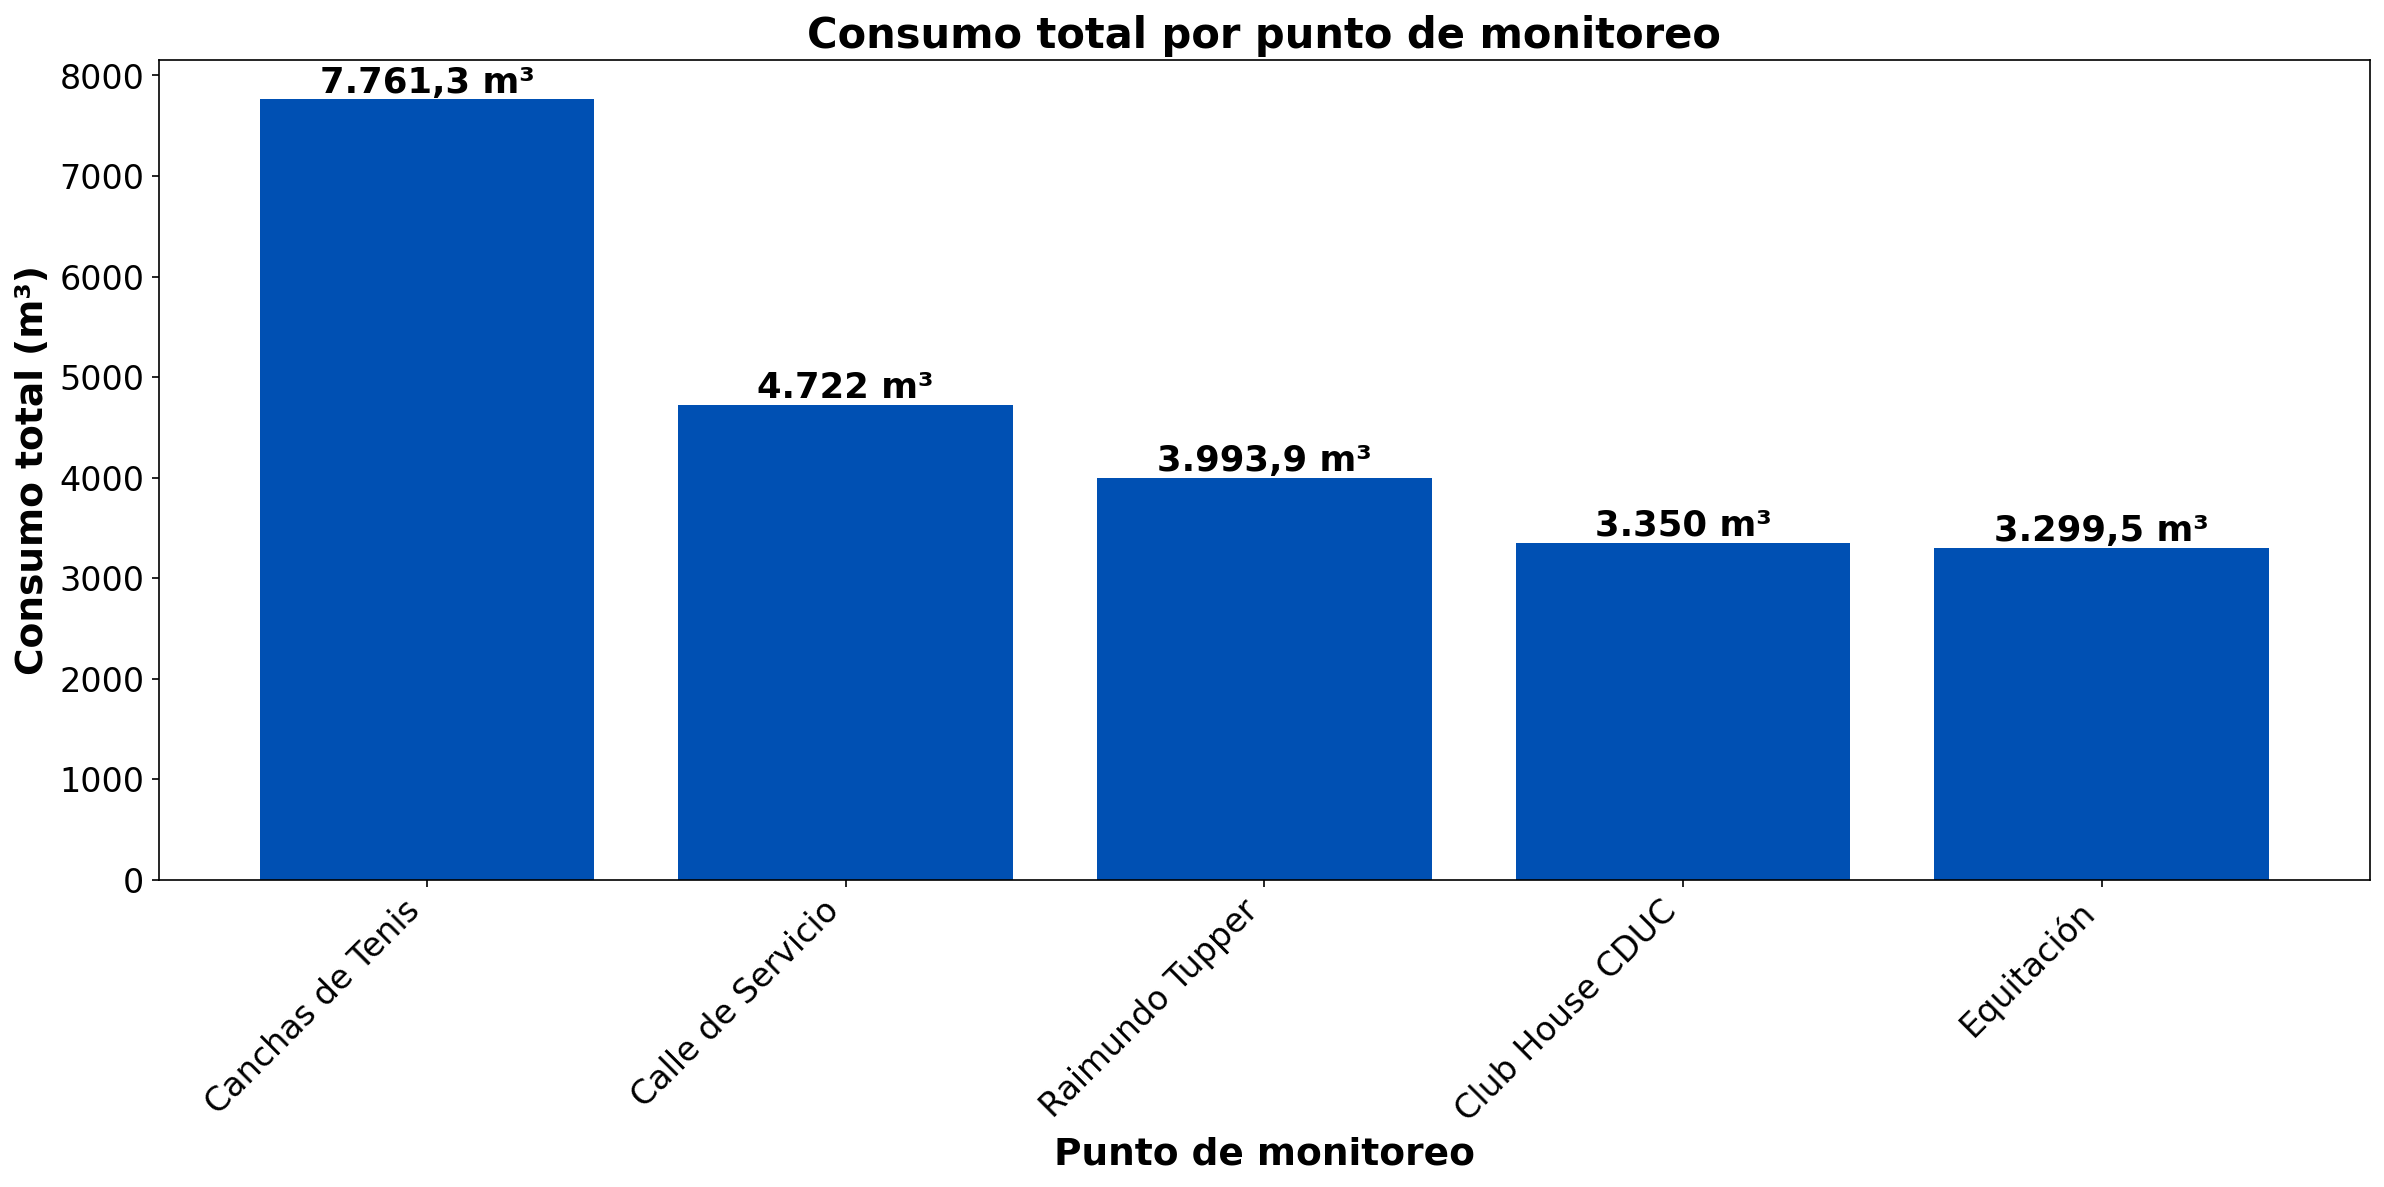 Consumo total por punto de monitoreo
Consumo total (m³)
8000
7000
6000
5000
4000
3000
2000
1000
0
7.761,3 m³
4.722 m³
3.993,9 m³
3.350 m³
3.299,5 m³
Canchas de Tenis
Calle de Servicio
Raimundo Tupper
Club House CDUC
Equitación
Punto de monitoreo